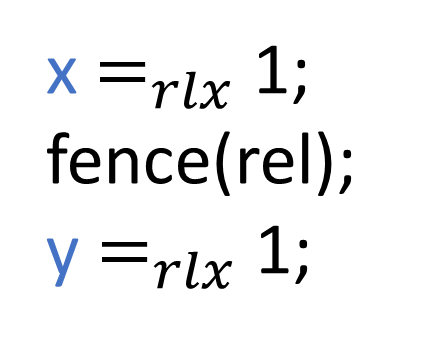 x =rlx 1;
fence(rel);
y =rlx 1;